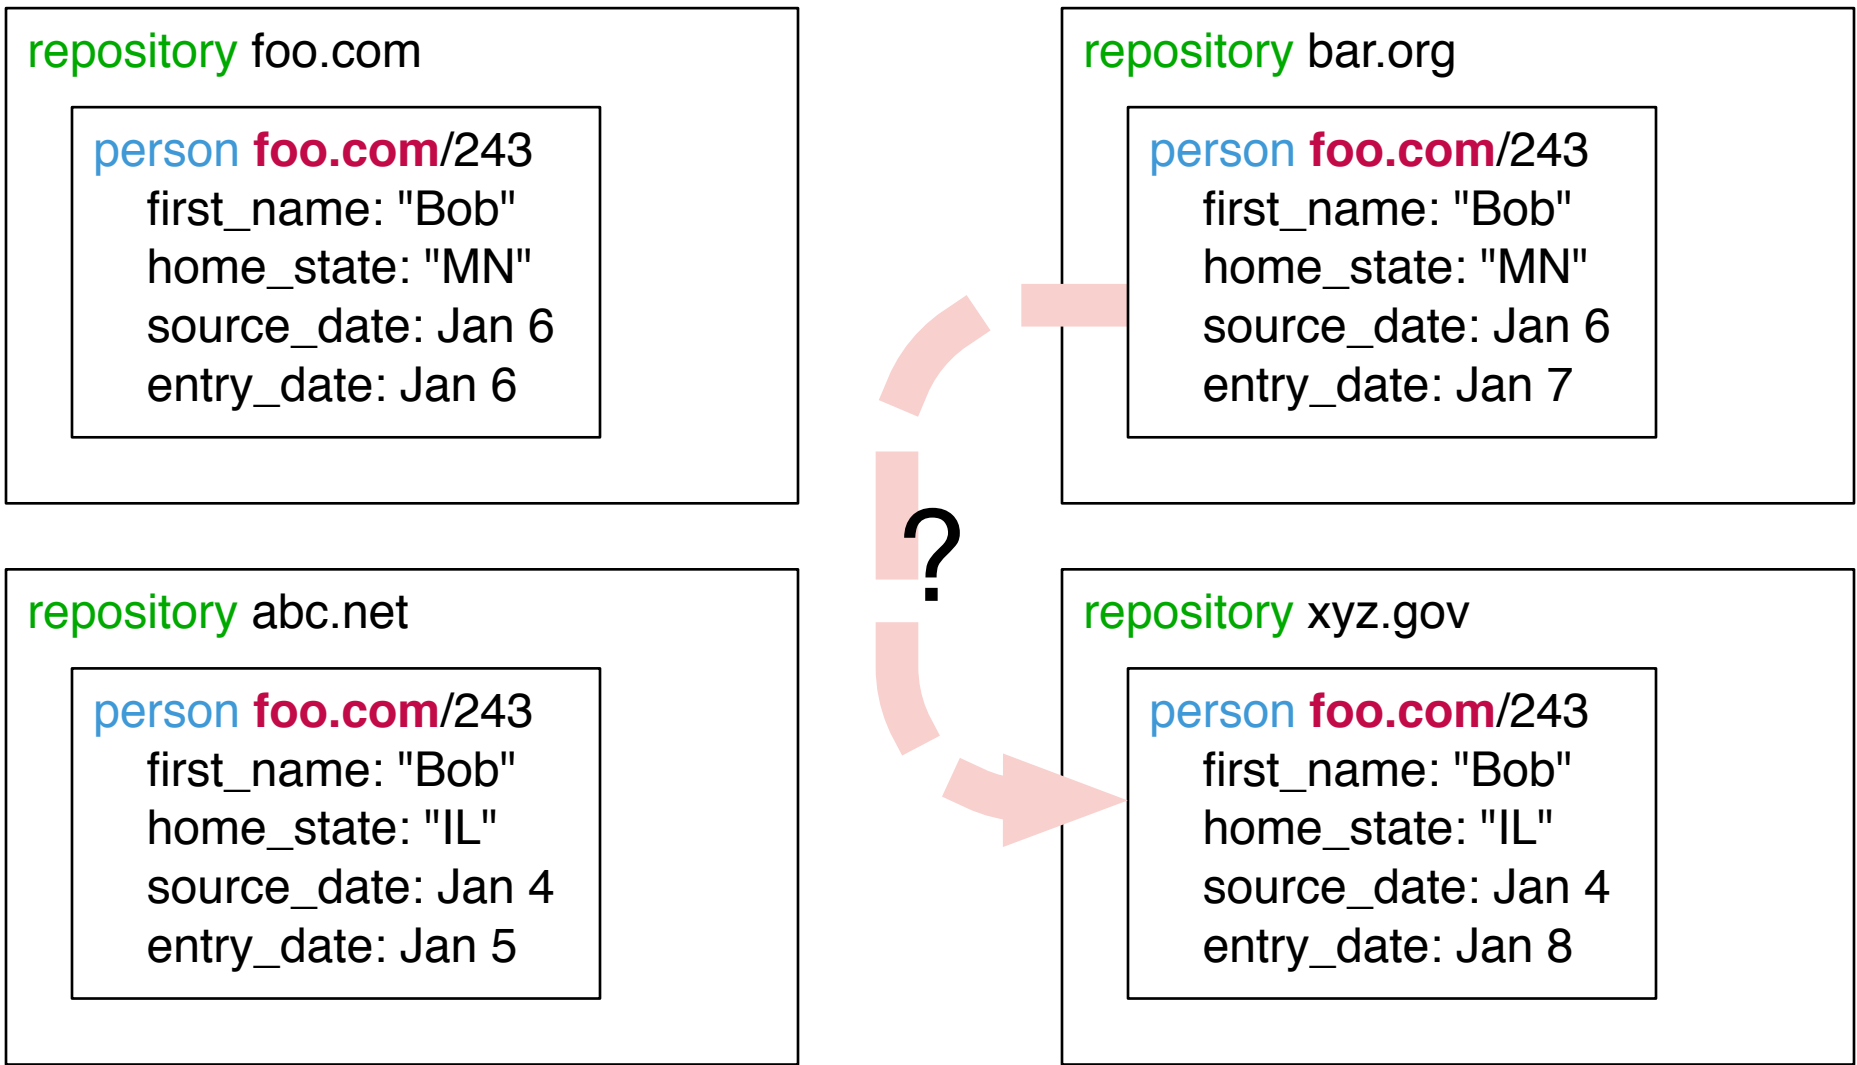 repository foo.com
person foo.com/243
first_name: "Bob"
home_state: "MN"
source_date: Jan 6
entry_date: Jan 6
repository bar.org
person foo.com/243
first_name: "Bob"
home_state: "MN"
source_date: Jan 6
entry_date: Jan 7
?
repository abc.net
person foo.com/243
first_name: "Bob"
home_state: "IL"
source_date: Jan 4
entry_date: Jan 5
repository xyz.gov
person foo.com/243
first_name: "Bob"
home_state: "IL"
source_date: Jan 4
entry_date: Jan 8